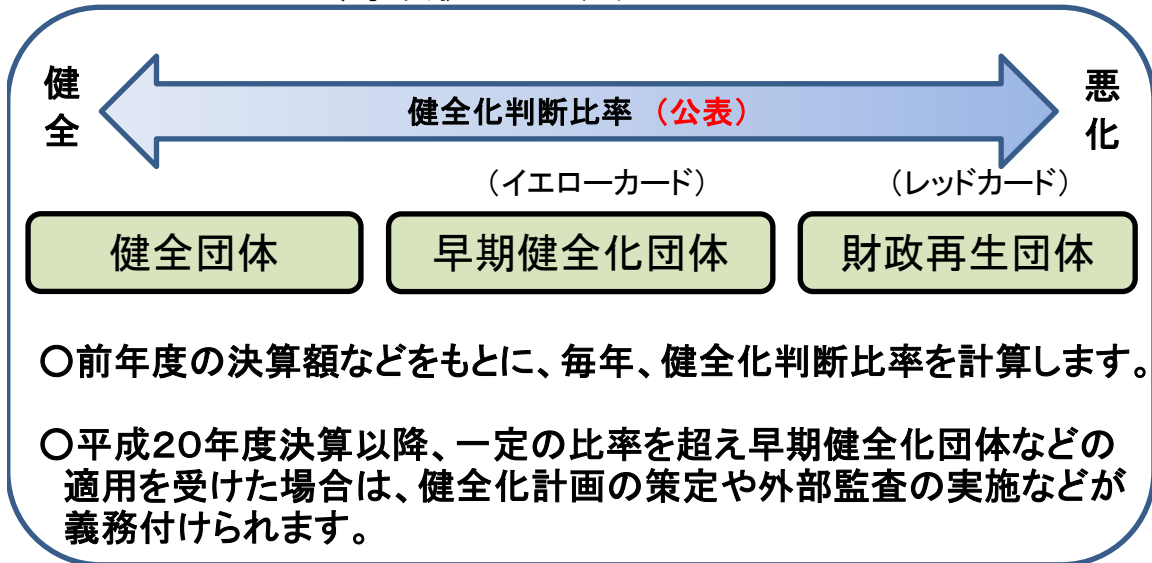 健全
悪化
健全化判断比率（公表）
（イエローカード）
（レッドカード）
健全団体
早期健全化団体
財政再生団体
○前年度の決算額などをもとに、毎年、健全化判断比率を計算します。
○平成20年度決算以降、一定の比率を超え早期健全化団体などの
適用を受けた場合は、健全化計画の策定や外部監査の実施などが
義務付けられます。